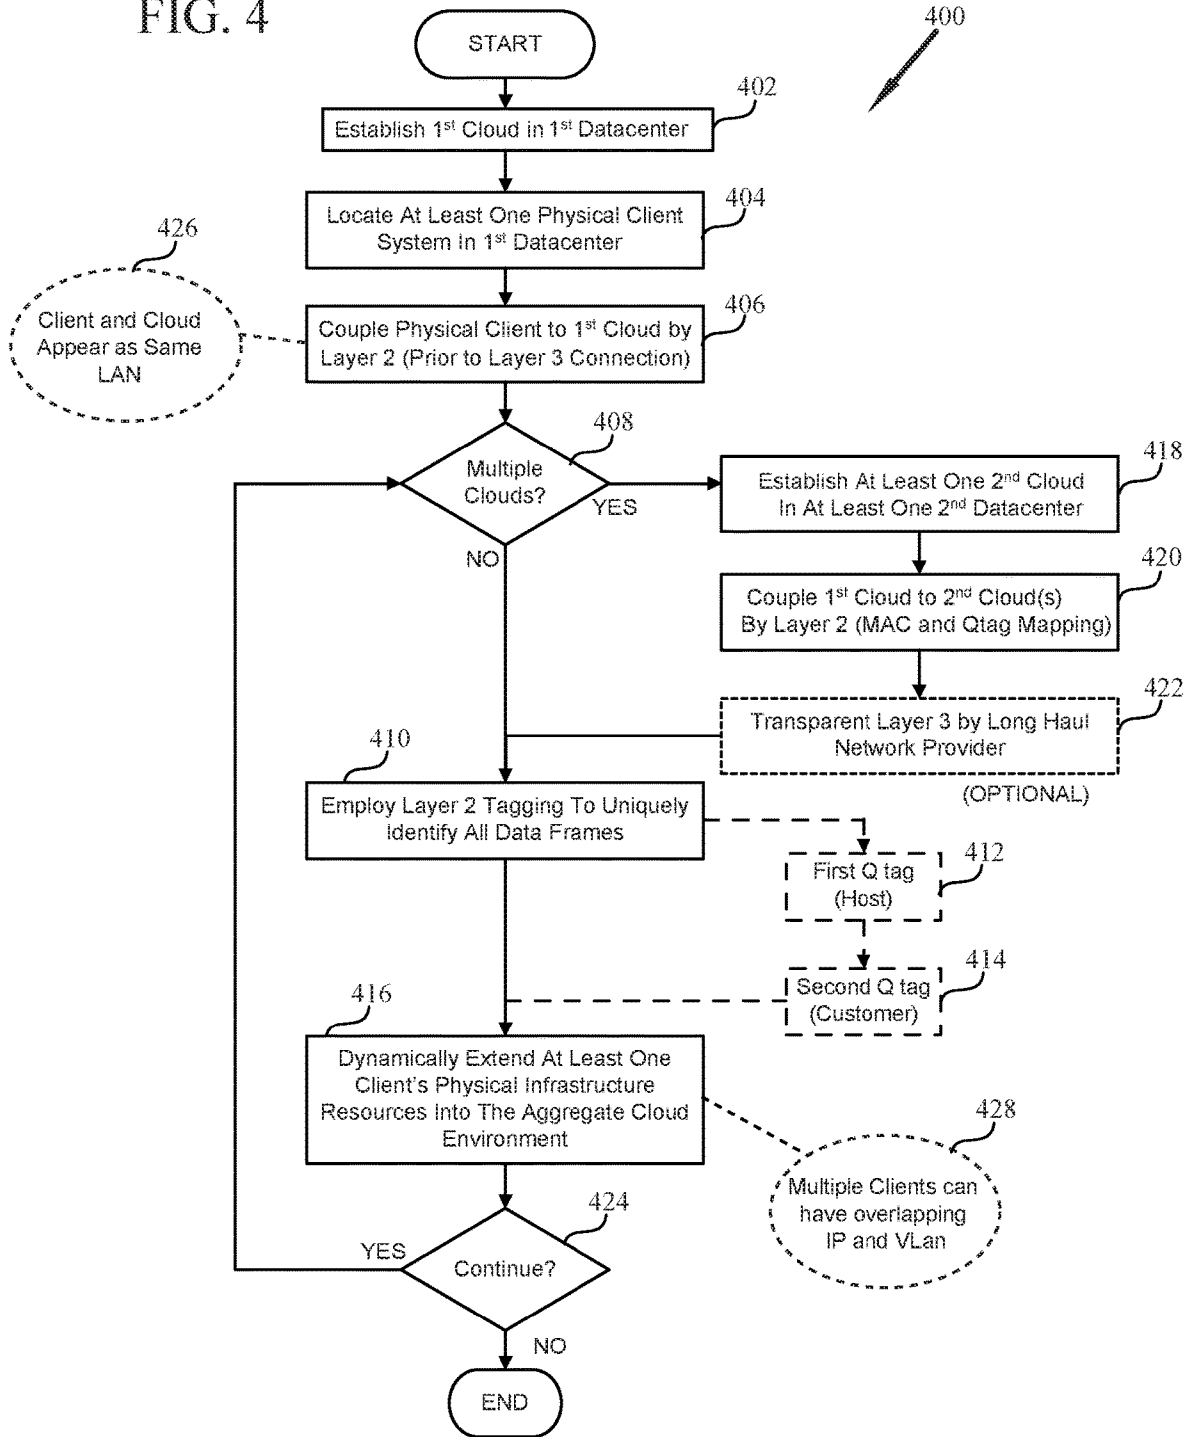 FIG. 4
START
400
402
Establish 1st Cloud in 1st Datacenter
404
Locate At Least One Physical Client
System In 1st Datacenter
426
Client and Cloud
Appear as Same
LAN
406
Couple Physical Client to 1st Cloud by
Layer 2 (Prior to Layer 3 Connection)
408
Multiple
Clouds?
YES
NO
418
Establish At Least One 2nd Cloud
In At Least One 2nd Datacenter
420
Couple 1st Cloud to 2nd Cloud(s)
By Layer 2 (MAC and Qtag Mapping)
422
Transparent Layer 3 by Long Haul
Network Provider
(OPTIONAL)
410
Employ Layer 2 Tagging To Uniquely
Identify All Data Frames
412
First Q tag
(Host)
414
Second Q tag
(Customer)
416
Dynamically Extend At Least One
Client's Physical Infrastructure
Resources Into The Aggregate Cloud
Environment
428
Multiple Clients can
have overlapping
IP and VLan
424
YES
Continue?
NO
END